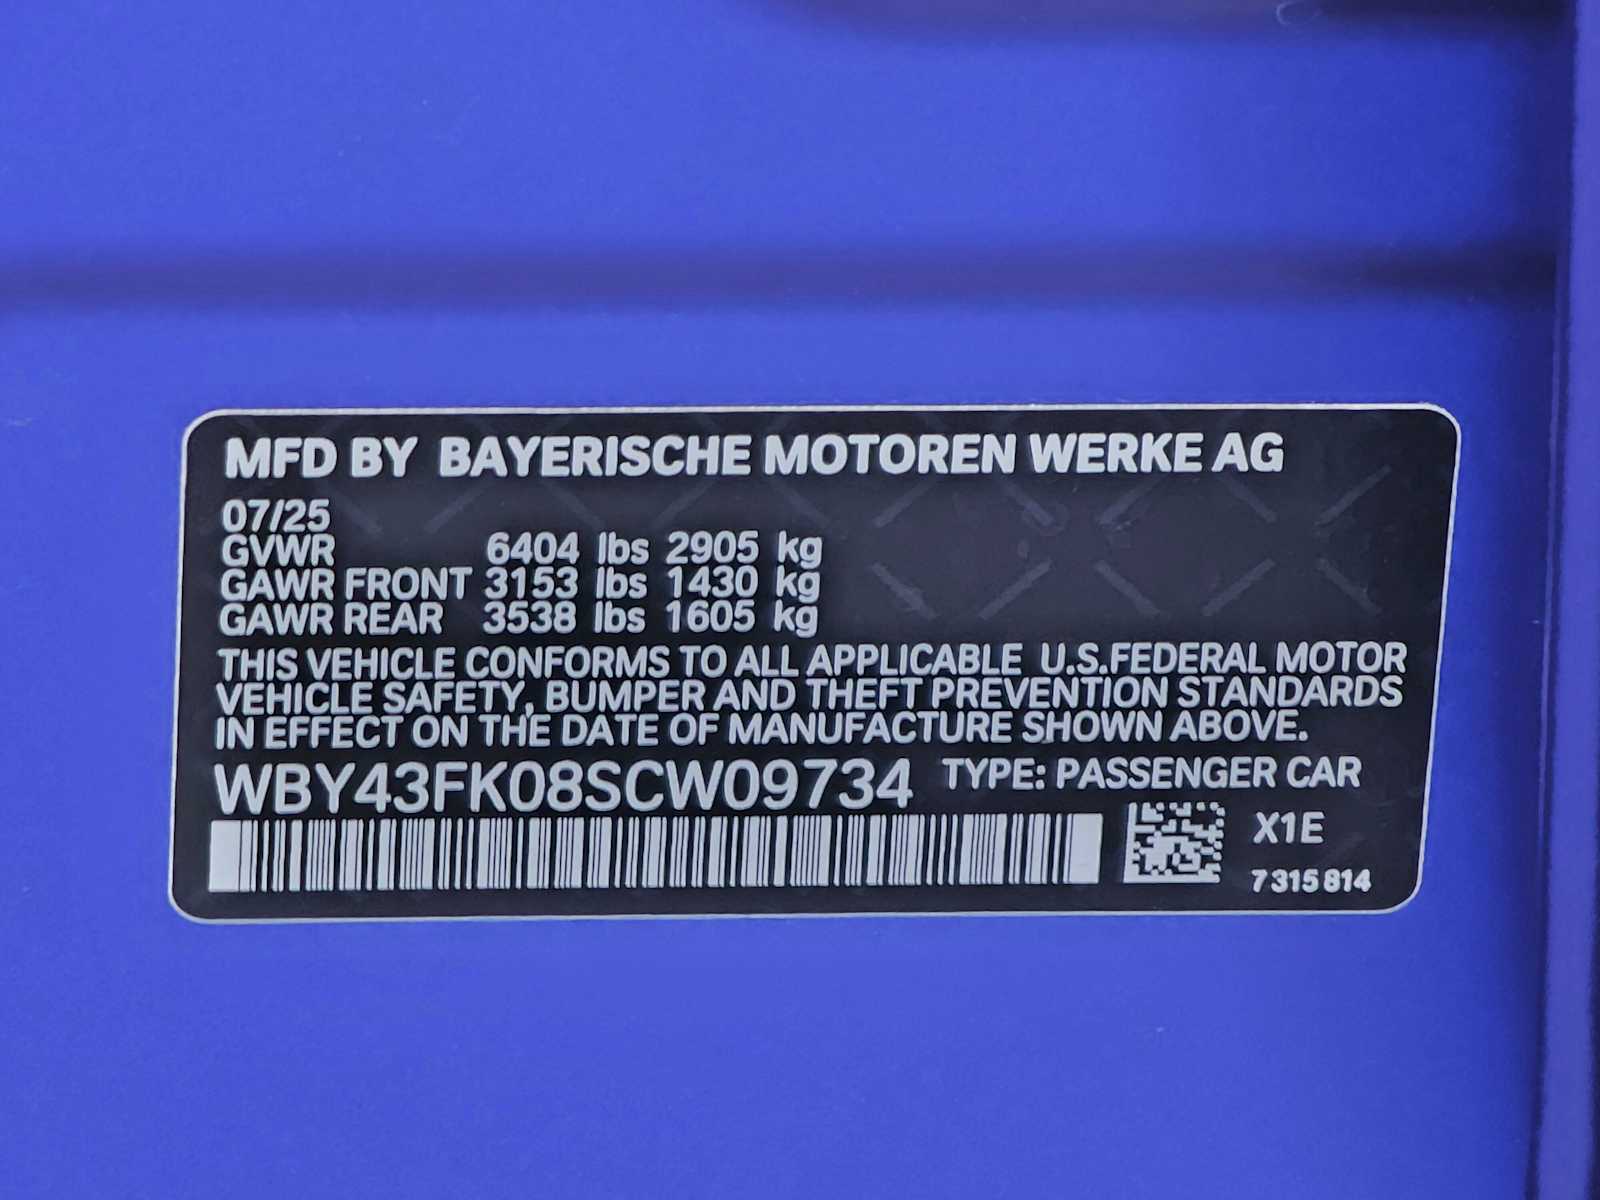 MFD BY BAYERISCHE MOTOREN WERKE AG
07/25
GVWR 6404 lbs 2905 kg
GAWR FRONT 3153 lbs 1430 kg
GAWR REAR 3538 lbs 1605 kg
THIS VEHICLE CONFORMS TO ALL APPLICABLE U.S.FEDERAL MOTOR
VEHICLE SAFETY, BUMPER AND THEFT PREVENTION STANDARDS
IN EFFECT ON THE DATE OF MANUFACTURE SHOWN ABOVE.
WBY43FK08SCW09734 TYPE: PASSENGER CAR
X1E
7 315 814